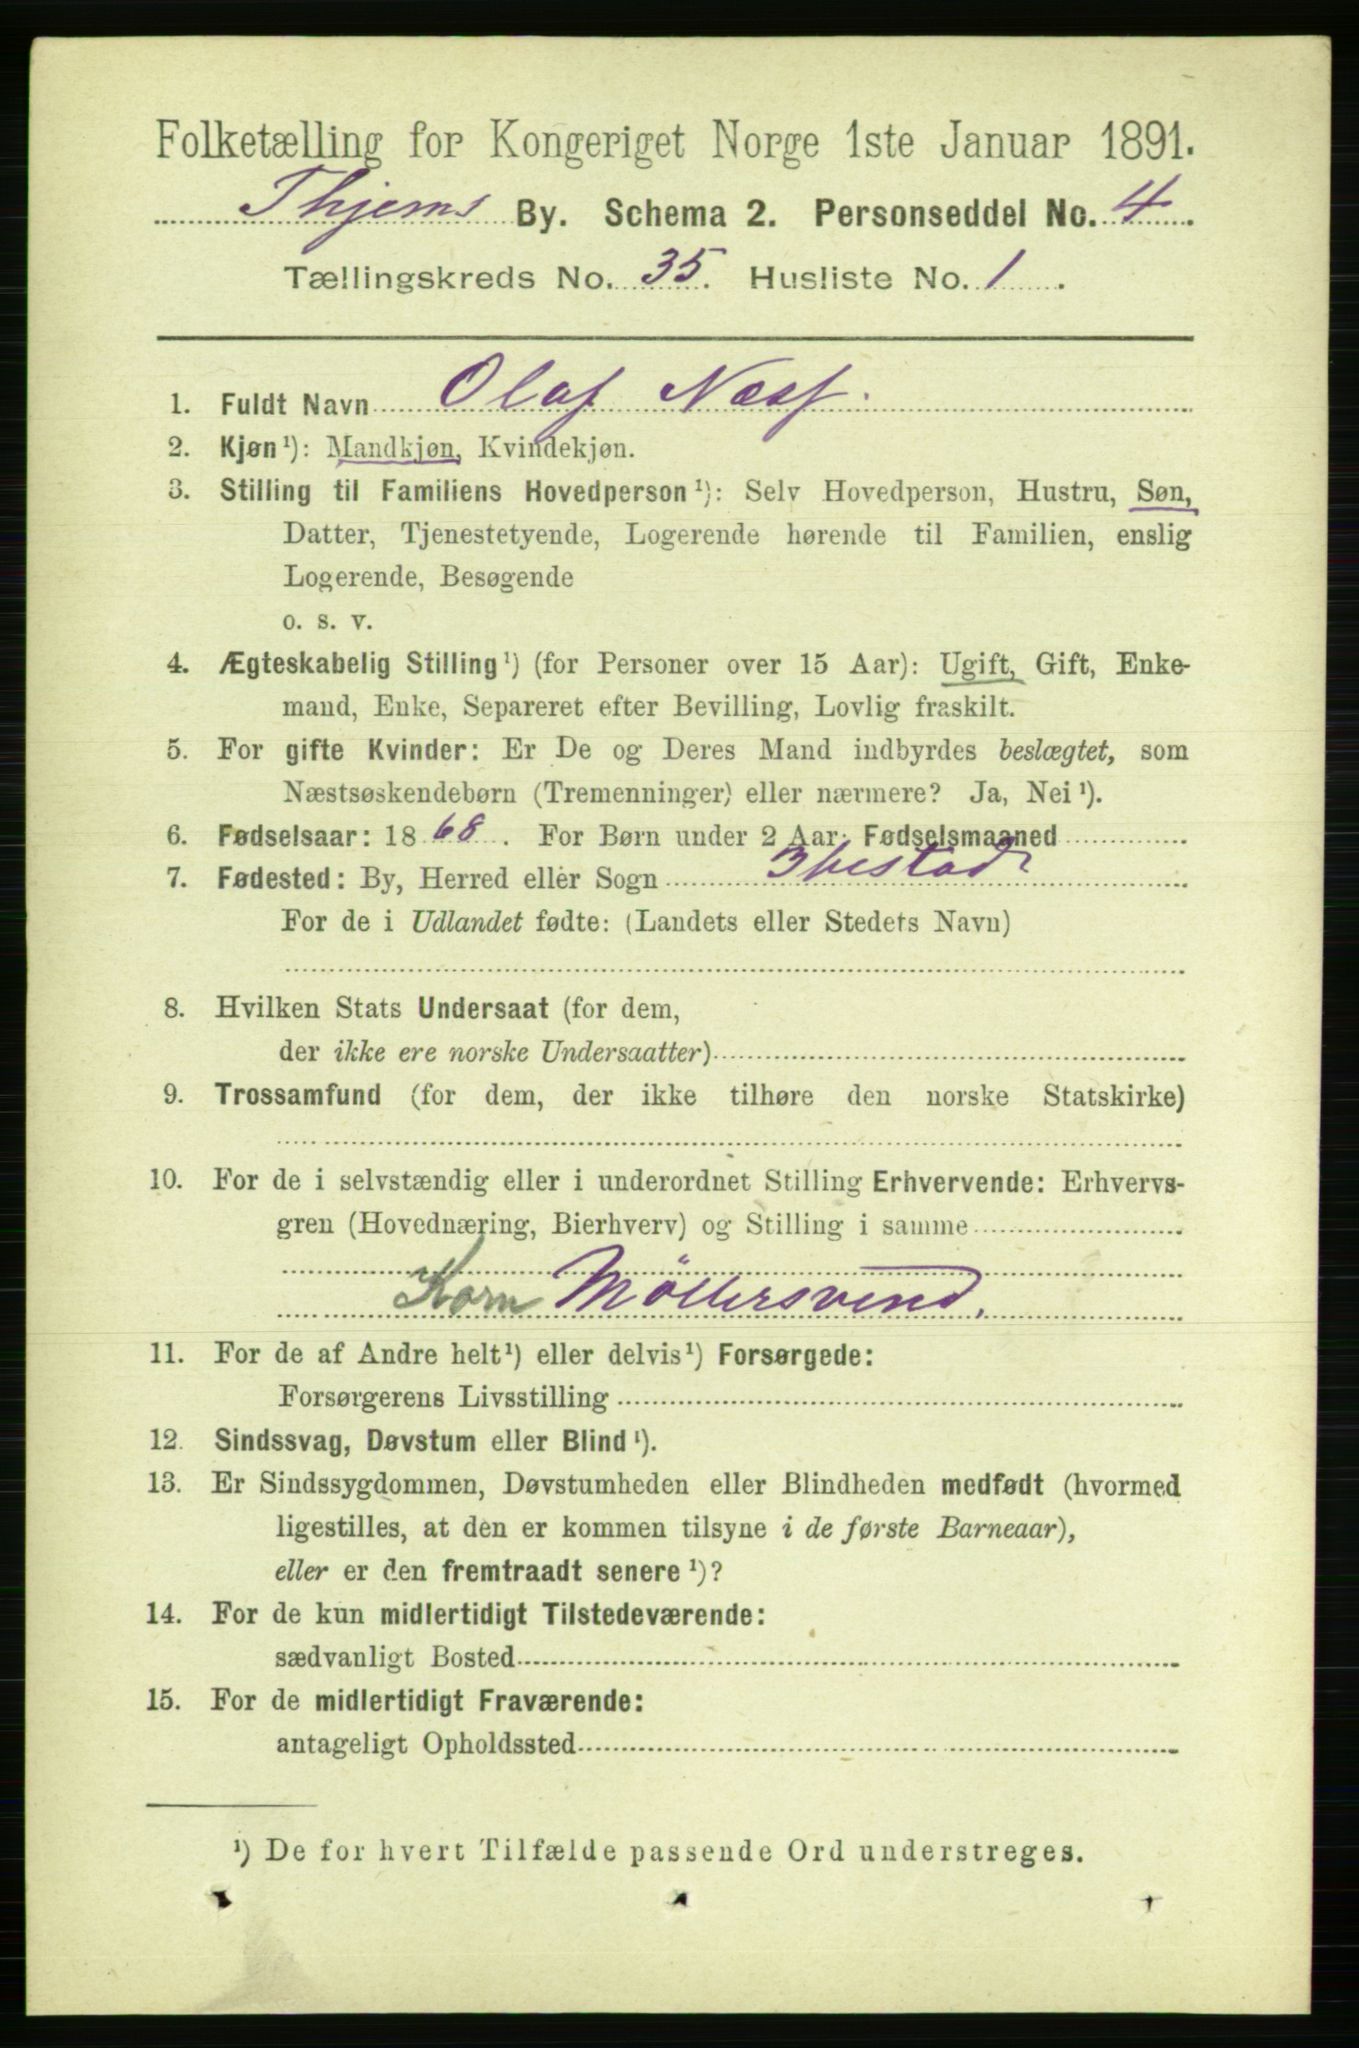 Folketælling for Kongeriget Norge 1ste Januar 1891.
Thjems By. Schema 2. Personseddel No. 4.
Tællingskreds No. 35. Husliste No. 1.
1. Fuldt Navn Olaf Næss.
2. Kjøn ¹): Mandkjøn, Kvindekjøn.
3. Stilling til Familiens Hovedperson ¹): Selv Hovedperson, Hustru, Søn,
Datter, Tjenestetyende, Logerende hørende til Familien, enslig
Logerende, Besøgende
o. s. v.
4. Ægteskabelig Stilling ¹) (for Personer over 15 Aar): Ugift, Gift, Enke-
mand, Enke, Separeret efter Bevilling, Lovlig fraskilt.
5. For gifte Kvinder: Er De og Deres Mand indbyrdes beslægtet, som
Næstsøskendebørn (Tremenninger) eller nærmere? Ja, Nei ¹).
6. Fødselsaar: 1868. For Børn under 2 Aar: Fødselsmaaned
7. Fødested: By, Herred eller Sogn Ibestad
For de i Udlandet fødte: (Landets eller Stedets Navn)
8. Hvilken Stats Undersaat (for dem,
der ikke ere norske Undersaatter)
9. Trossamfund (for dem, der ikke tilhøre den norske Statskirke)
10. For de i selvstændig eller i underordnet Stilling Erhvervende: Erhvervs-
gren (Hovednæring, Bierhverv) og Stilling i samme
Korn Möllersvend.
11. For de af Andre helt ¹) eller delvis ¹) Forsørgede:
Forsørgerens Livsstilling
12. Sindssvag, Døvstum eller Blind ¹).
13. Er Sindssygdommen, Døvstumheden eller Blindheden medfødt (hvormed
ligestilles, at den er kommen tilsyne i de første Barneaar),
eller er den fremtraadt senere ¹)?
14. For de kun midlertidigt Tilstedeværende:
sædvanligt Bosted
15. For de midlertidigt Fraværende:
antageligt Opholdssted
¹) De for hvert Tilfælde passende Ord understreges.